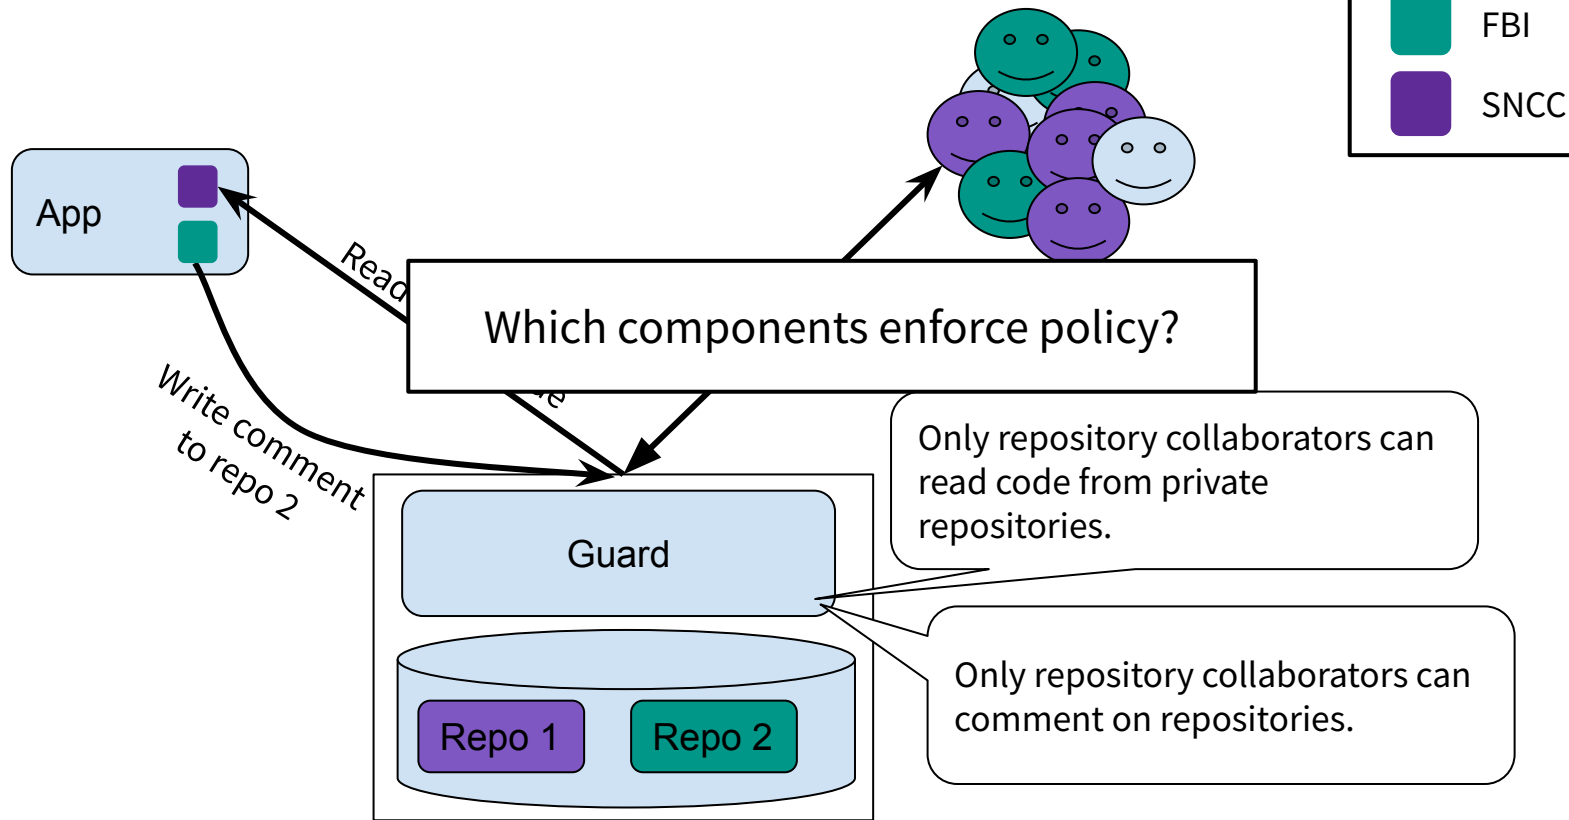 FBI
SNCC
App
Read
Which components enforce policy?
Write comment
to repo 2
Only repository collaborators can
read code from private
repositories.
Guard
Only repository collaborators can
comment on repositories.
Repo 1
Repo 2